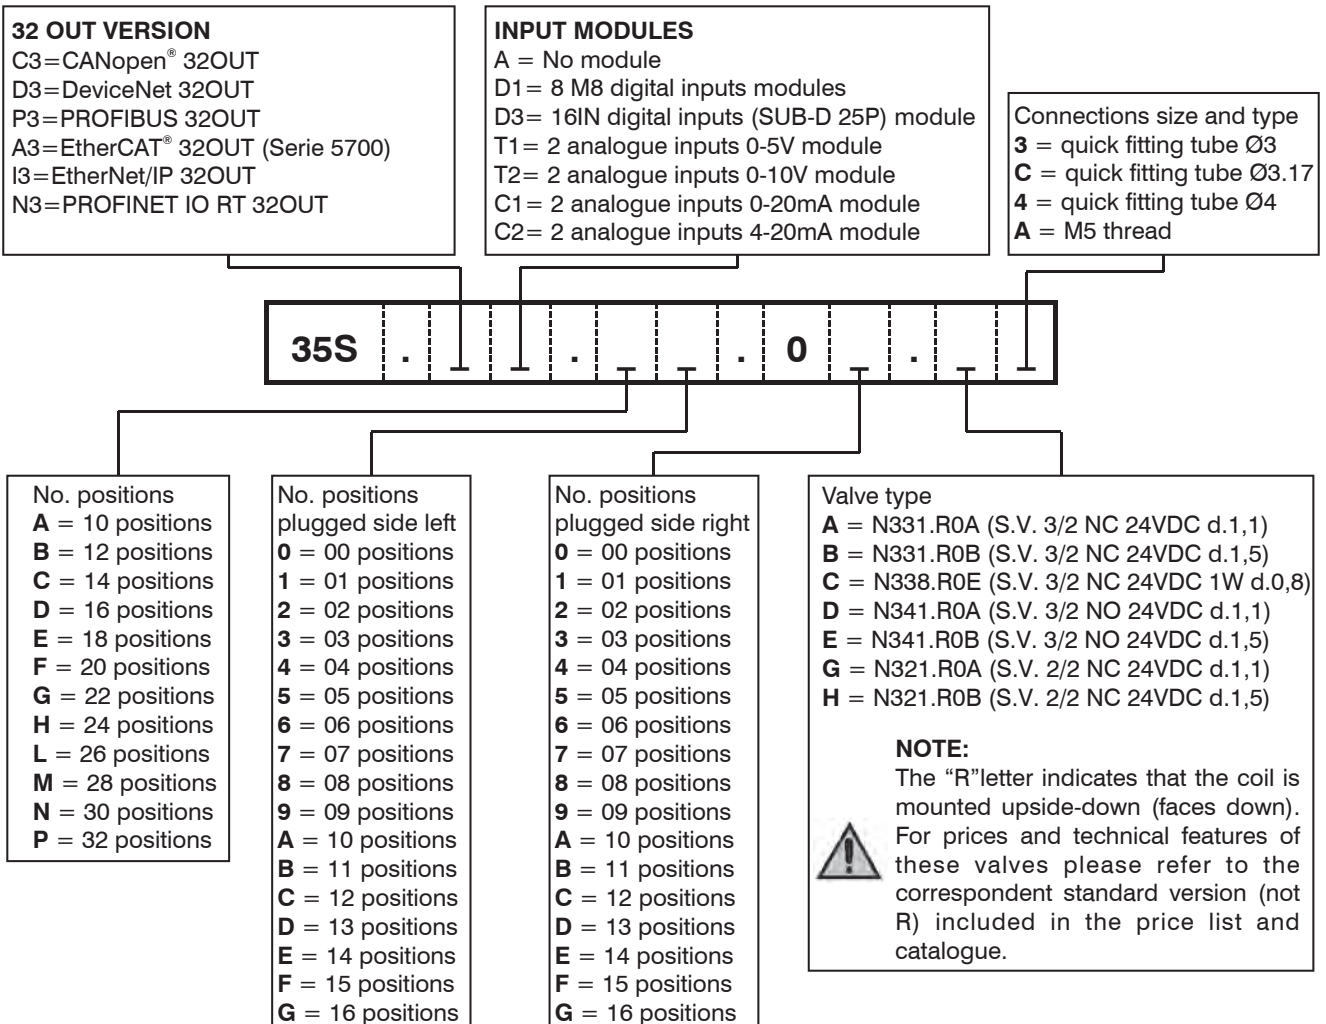 32 OUT VERSION
C3=CANopen® 32OUT
D3=DeviceNet 32OUT
P3=PROFIBUS 32OUT
A3=EtherCAT® 32OUT (Serie 5700)
I3=EtherNet/IP 32OUT
N3=PROFINET IO RT 32OUT
INPUT MODULES
A = No module
D1= 8 M8 digital inputs modules
D3= 16IN digital inputs (SUB-D 25P) module
T1= 2 analogue inputs 0-5V module
T2= 2 analogue inputs 0-10V module
C1= 2 analogue inputs 0-20mA module
C2= 2 analogue inputs 4-20mA module
Connections size and type
3 = quick fitting tube Ø3
C = quick fitting tube Ø3.17
4 = quick fitting tube Ø4
A = M5 thread
35S . . . 0 .
No. positions
A = 10 positions
B = 12 positions
C = 14 positions
D = 16 positions
E = 18 positions
F = 20 positions
G = 22 positions
H = 24 positions
L = 26 positions
M = 28 positions
N = 30 positions
P = 32 positions
No. positions
plugged side left
0 = 00 positions
1 = 01 positions
2 = 02 positions
3 = 03 positions
4 = 04 positions
5 = 05 positions
6 = 06 positions
7 = 07 positions
8 = 08 positions
9 = 09 positions
A = 10 positions
B = 11 positions
C = 12 positions
D = 13 positions
E = 14 positions
F = 15 positions
G = 16 positions
No. positions
plugged side right
0 = 00 positions
1 = 01 positions
2 = 02 positions
3 = 03 positions
4 = 04 positions
5 = 05 positions
6 = 06 positions
7 = 07 positions
8 = 08 positions
9 = 09 positions
A = 10 positions
B = 11 positions
C = 12 positions
D = 13 positions
E = 14 positions
F = 15 positions
G = 16 positions
Valve type
A = N331.R0A (S.V. 3/2 NC 24VDC d.1,1)
B = N331.R0B (S.V. 3/2 NC 24VDC d.1,5)
C = N338.R0E (S.V. 3/2 NC 24VDC 1W d.0,8)
D = N341.R0A (S.V. 3/2 NO 24VDC d.1,1)
E = N341.R0B (S.V. 3/2 NO 24VDC d.1,5)
G = N321.R0A (S.V. 2/2 NC 24VDC d.1,1)
H = N321.R0B (S.V. 2/2 NC 24VDC d.1,5)
NOTE:
The “R”letter indicates that the coil is
mounted upside-down (faces down).
For prices and technical features of
these valves please refer to the
correspondent standard version (not
R) included in the price list and
catalogue.